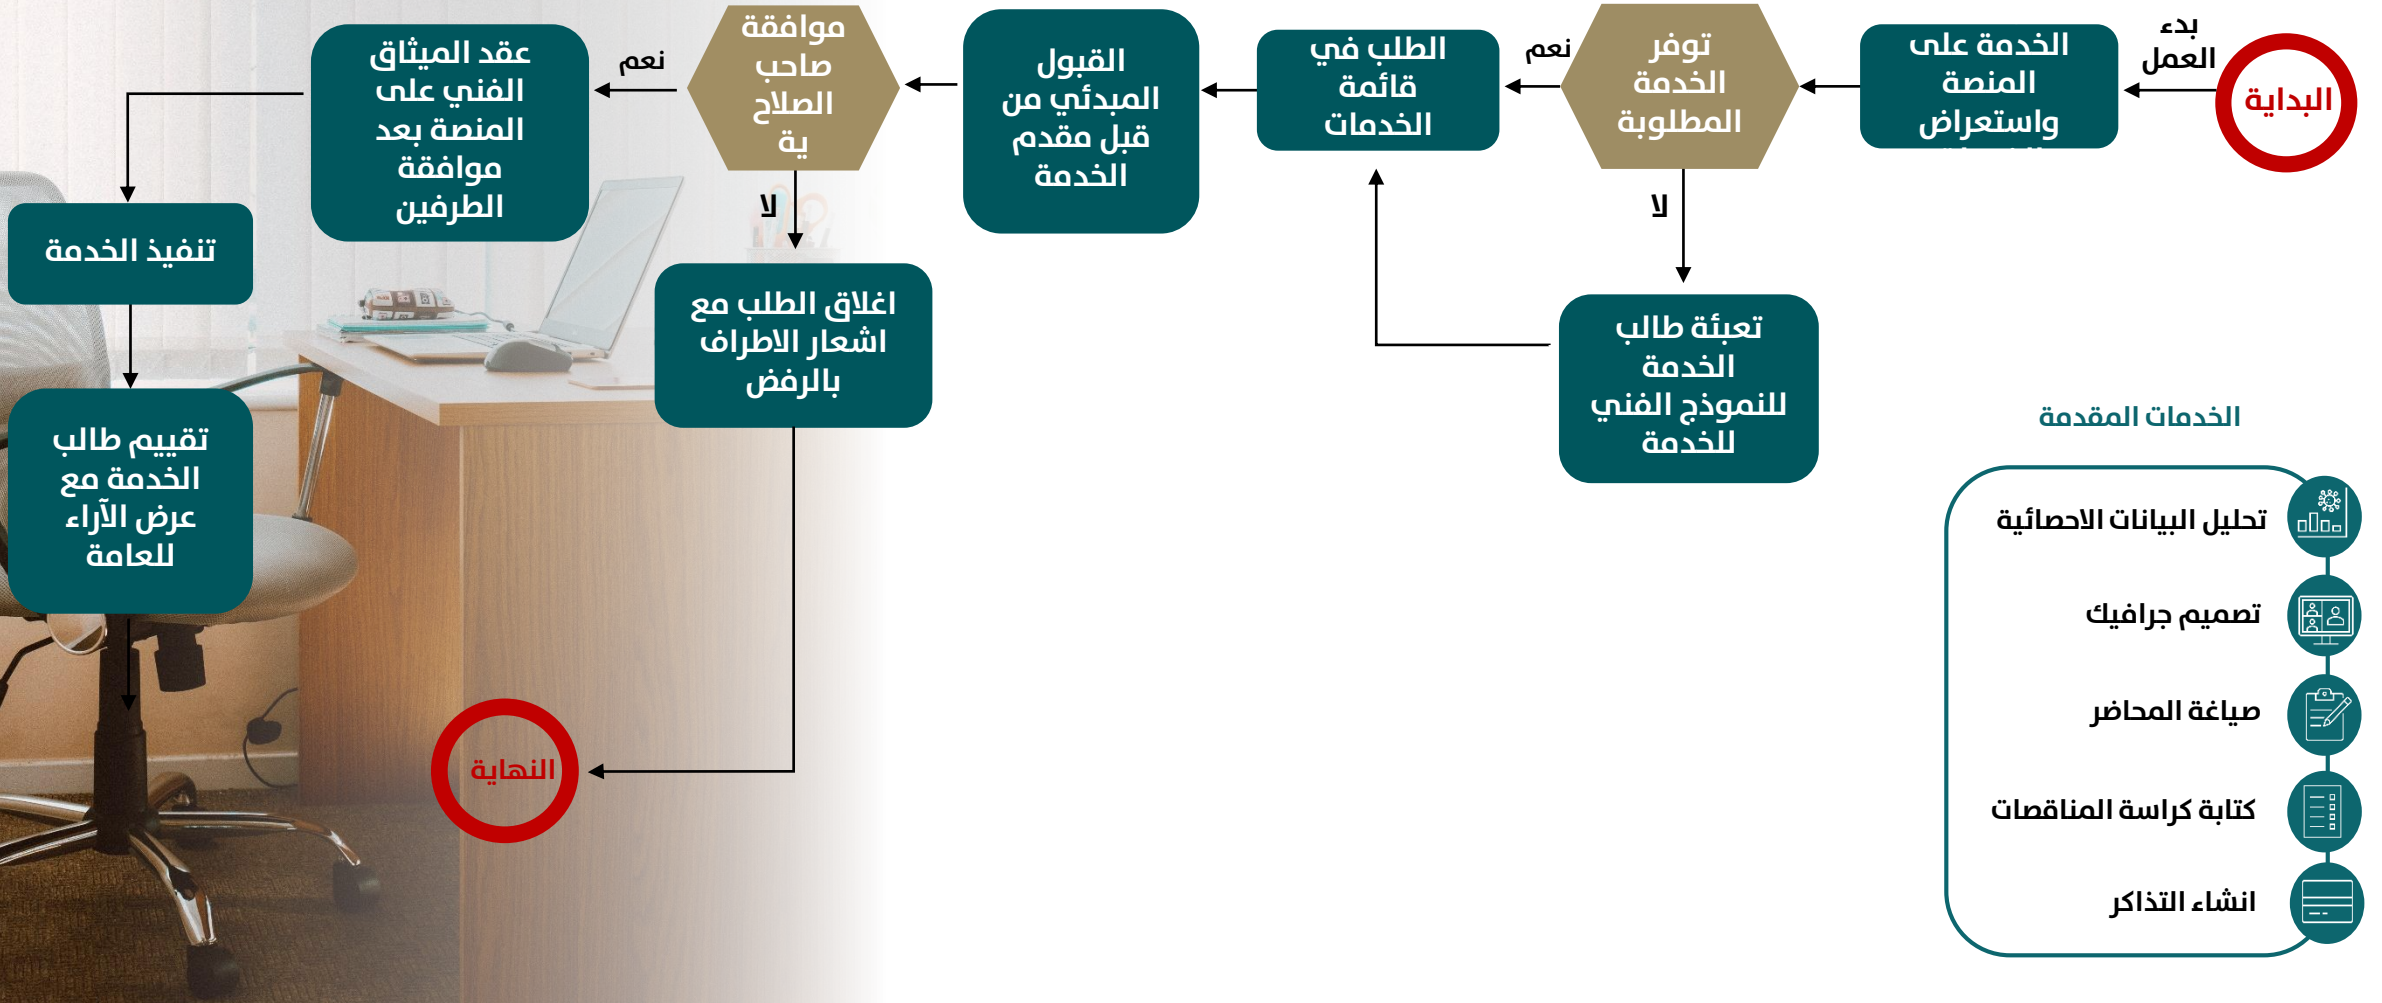 البداية
بدء
العمل
الخدمة على
المنصة
واستعراض
توفر
الخدمة
المطلوبة
نعم
لا
الطلب في
قائمة
الخدمات
تعبئة طالب
الخدمة
للنموذج الفني
للخدمة
القبول
المبدئي من
قبل مقدم
الخدمة
موافقة
صاحب
الصلاح
ية
نعم
لا
اغلاق الطلب مع
اشعار الاطراف
بالرفض
عقد الميثاق
الفني على
المنصة بعد
موافقة
الطرفين
تنفيذ الخدمة
تقييم طالب
الخدمة مع
عرض الآراء
للعامة
النهاية
الخدمات المقدمة
تحليل البيانات الاحصائية
تصميم جرافيك
صياغة المحاضر
كتابة كراسة المناقصات
انشاء التذاكر